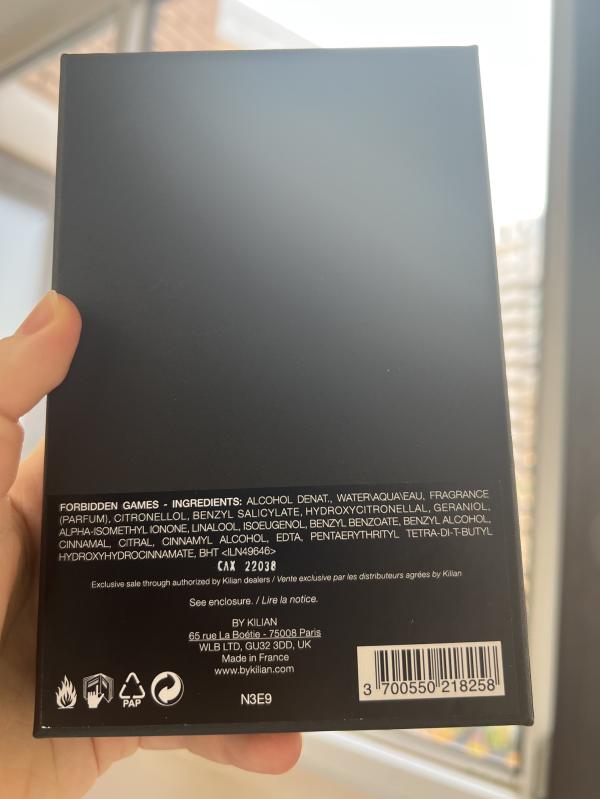 FORBIDDEN GAMES - INGREDIENTS: ALCOHOL DENAT., WATER\AQUA\EAU, FRAGRANCE
(PARFUM), CITRONELLOL, BENZYL SALICYLATE, HYDROXYCITRONELLAL, GERANIOL,
ALPHA-ISOMETHYL IONONE, LINALOOL, ISOEUGENOL, BENZYL BENZOATE, BENZYL ALCOHOL,
CINNAMAL, CITRAL, CINNAMYL ALCOHOL, EDTA, PENTAERYTHRITYL TETRA-DI-T-BUTYL
HYDROXYHYDROCINNAMATE, BHT <ILN49646>
CAX 22038
Exclusive sale through authorized by Kilian dealers / Vente exclusive par les distributeurs agrées by Kilian
See enclosure. / Lire la notice.
BY KILIAN
65 rue La Boétie - 75008 Paris
WLB LTD, GU32 3DD, UK
Made in France
www.bykilian.com
PAP
N3E9
3 700550 218258